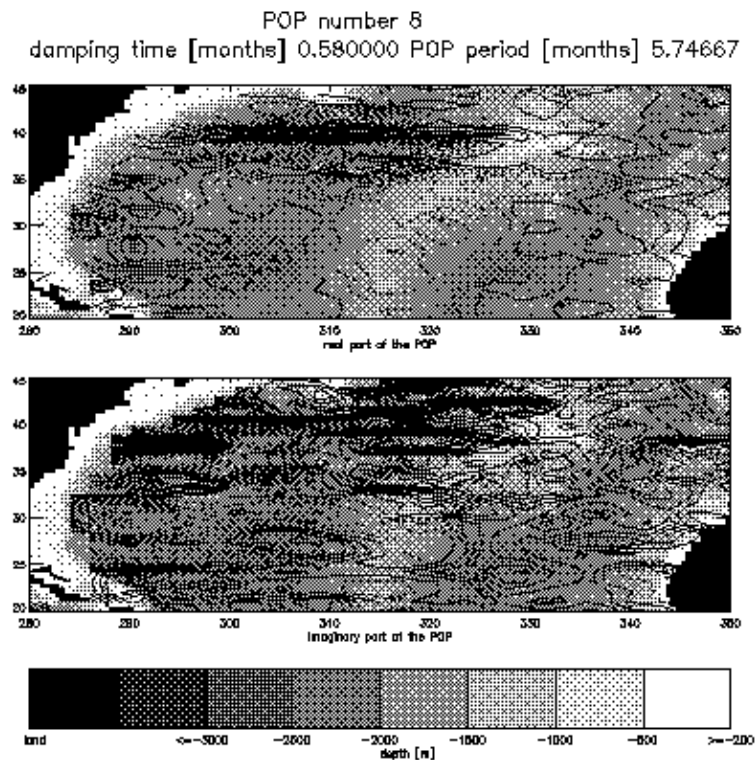 POP number 8
damping time [months] 0.580000 POP period [months] 5.74667
45
40
35
30
25
20
280 290 300 310 320 330 340 350
real part of the POP
45
40
35
30
25
20
280 290 300 310 320 330 340 350
imaginary part of the POP
land <=-3000 -2500 -2000 -1500 -1000 -500 >=-200
depth [m]